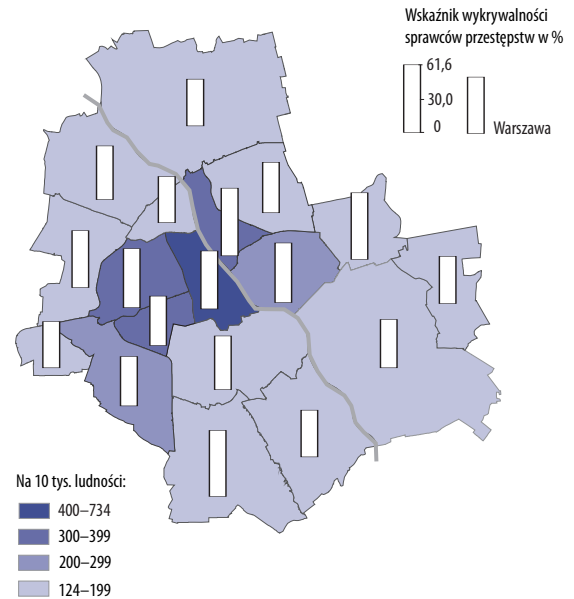 Wskaźnik wykrywalności
sprawców przestępstw w %
61,6
30,0
0
Warszawa
Na 10 tys. ludności:
400–734
300–399
200–299
124–199